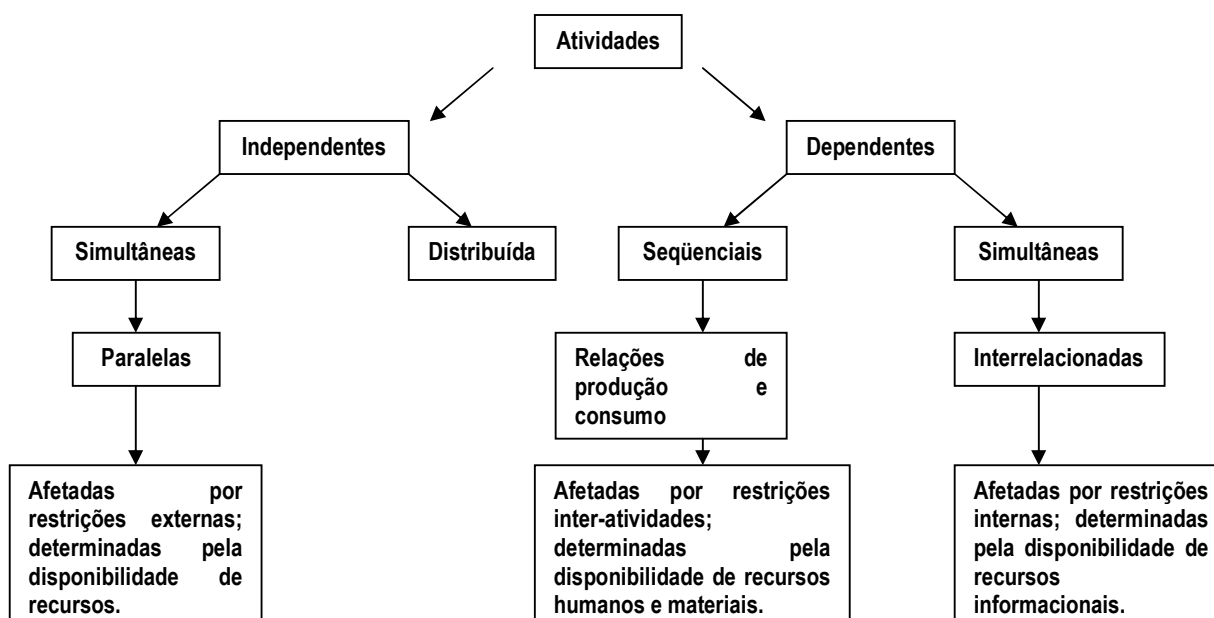 Atividades
Independentes
Dependentes
Simultâneas
Distribuída
Seqüenciais
Simultâneas
Paralelas
Relações de
produção e
consumo
Interrelacionadas
Afetadas por
restrições externas;
determinadas pela
disponibilidade de
recursos.
Afetadas por restrições
inter-atividades;
determinadas pela
disponibilidade de recursos
humanos e materiais.
Afetadas por restrições
internas; determinadas
pela disponibilidade de
recursos
informacionais.